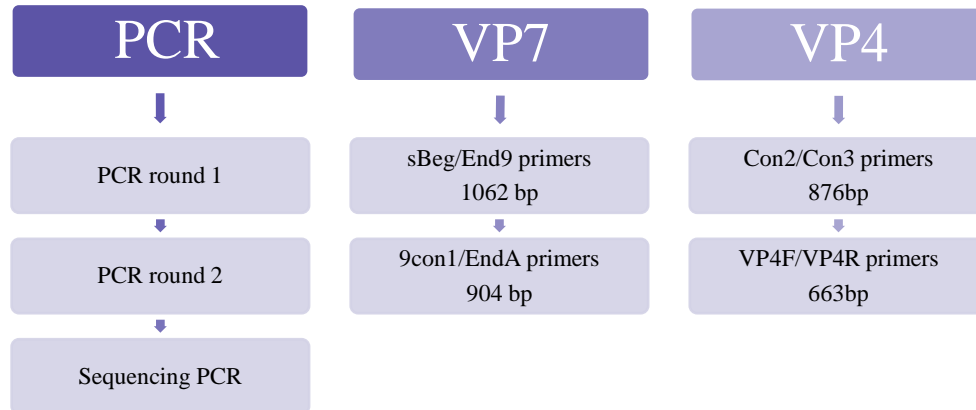 PCR
PCR round 1
PCR round 2
Sequencing PCR
VP7
sBeg/End9 primers
1062 bp
9con1/EndA primers
904 bp
VP4
Con2/Con3 primers
876bp
VP4F/VP4R primers
663bp